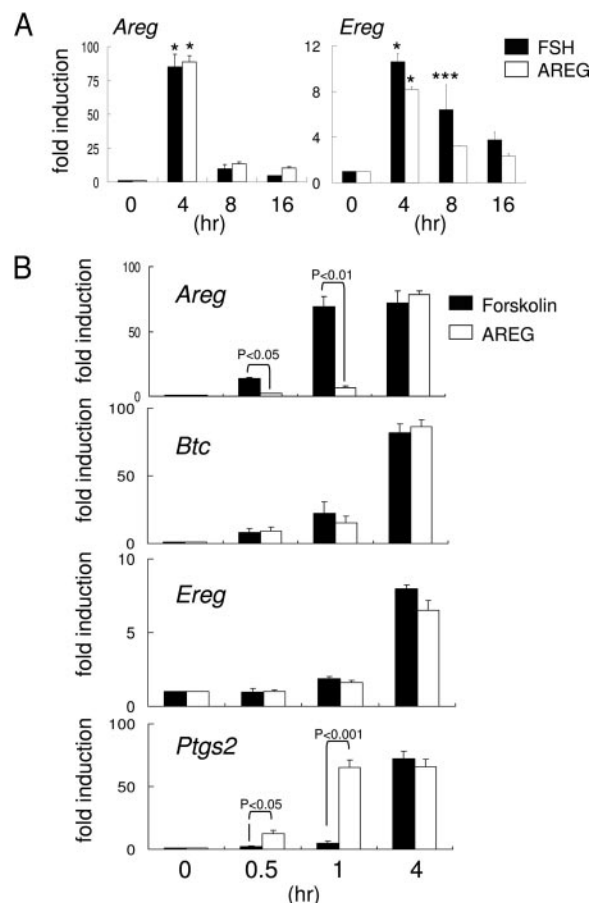 A
Areg
Ereg
FSH
AREG
fold induction
100
75
50
25
0
12
8
4
0
* *
* * ***
0 4 8 16
(hr)
0 4 8 16
(hr)
B
Areg
Forskolin
AREG
fold induction
100
50
0
P<0.05
P<0.01
Btc
fold induction
100
50
0
Ereg
fold induction
10
5
0
Ptgs2
fold induction
100
50
0
P<0.05
P<0.001
0 0.5 1 4
(hr)